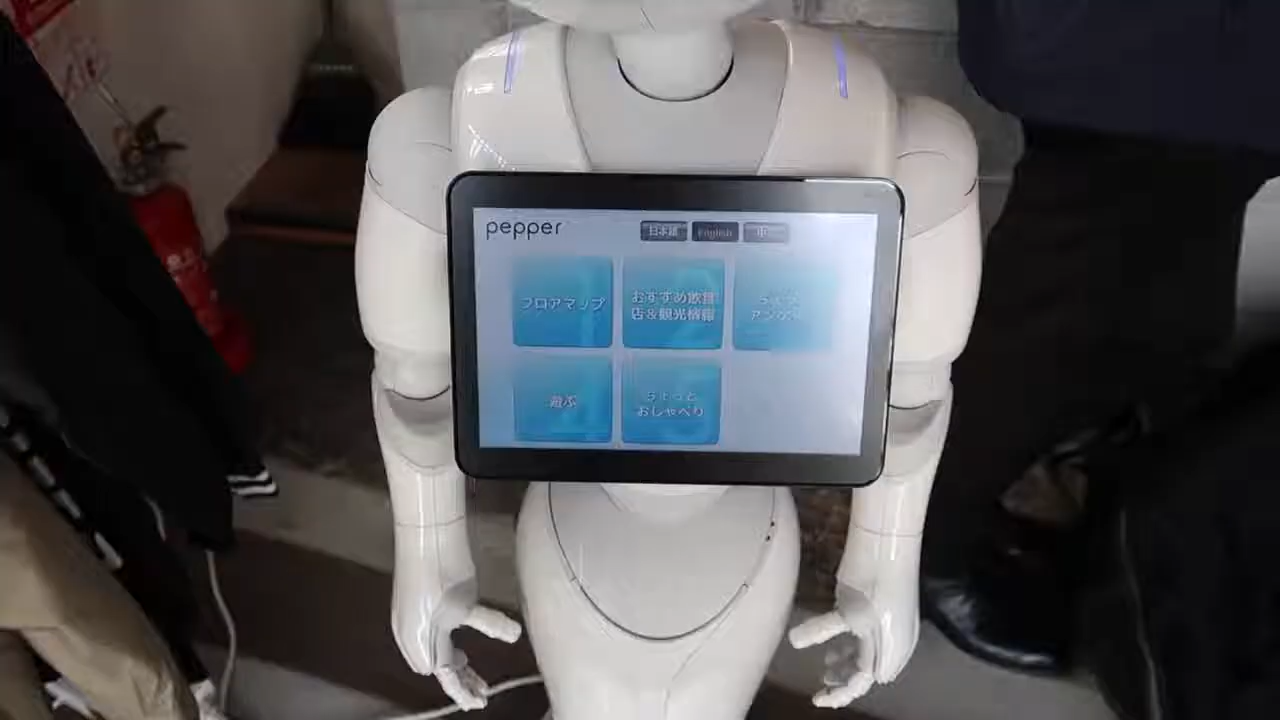 pepper
日本語 English 中
フロアマップ
おすすめ飲食
店&観光情報
遊ぶ
ちょっと
おしゃべり